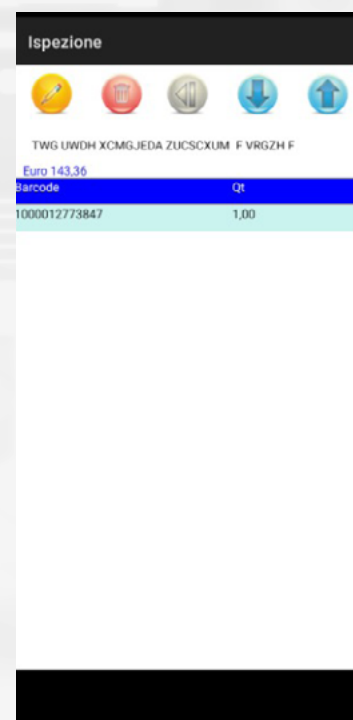 Ispezione
TWG UWDH XCMGJEDA ZUCSCXUM F VRGZH F
Euro 143,36
Barcode Qt
1000012773847 1,00